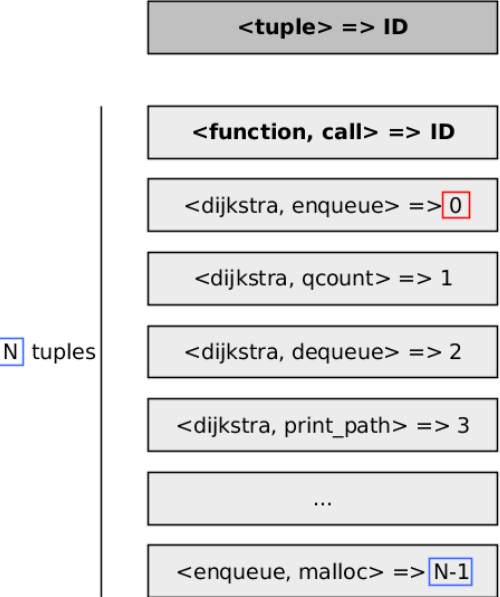 <tuple> => ID
<function, call> => ID
<dijkstra, enqueue> => 0
<dijkstra, qcount> => 1
N tuples
<dijkstra, dequeue> => 2
<dijkstra, print_path> => 3
...
<enqueue, malloc> => N-1